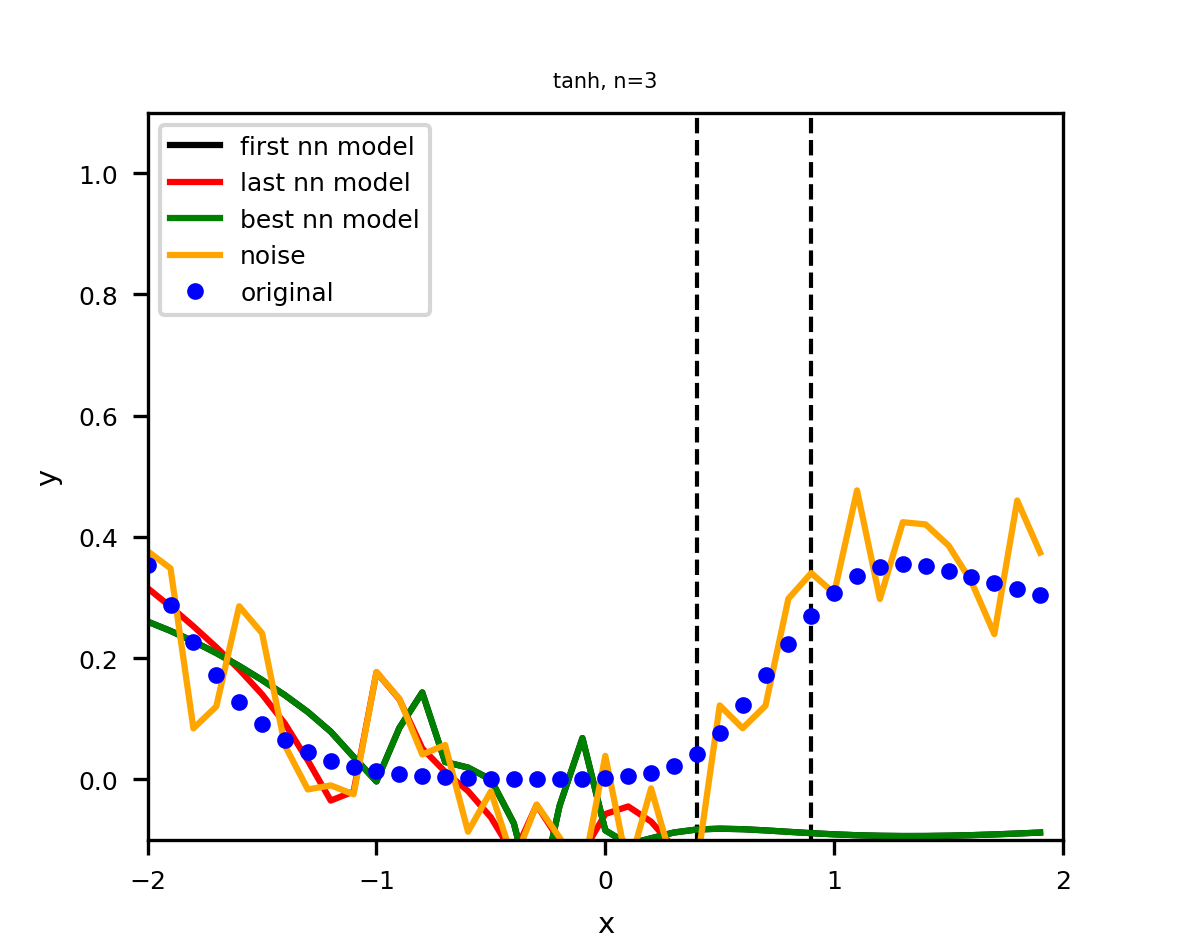 tanh, n=3
first nn model
last nn model
best nn model
noise
original
1.0
0.8
0.6
0.4
0.2
0.0
y
−2
−1
0
1
2
x